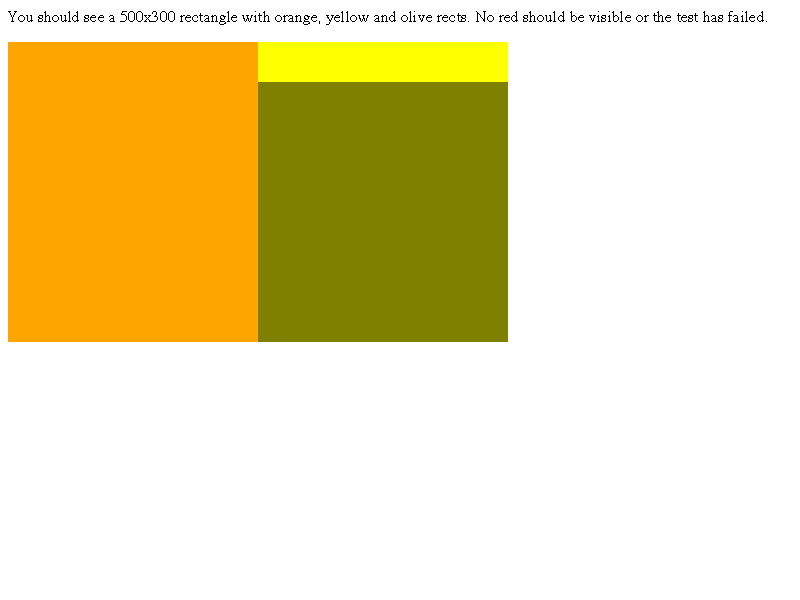 You should see a 500x300 rectangle with orange, yellow and olive rects. No red should be visible or the test has failed.